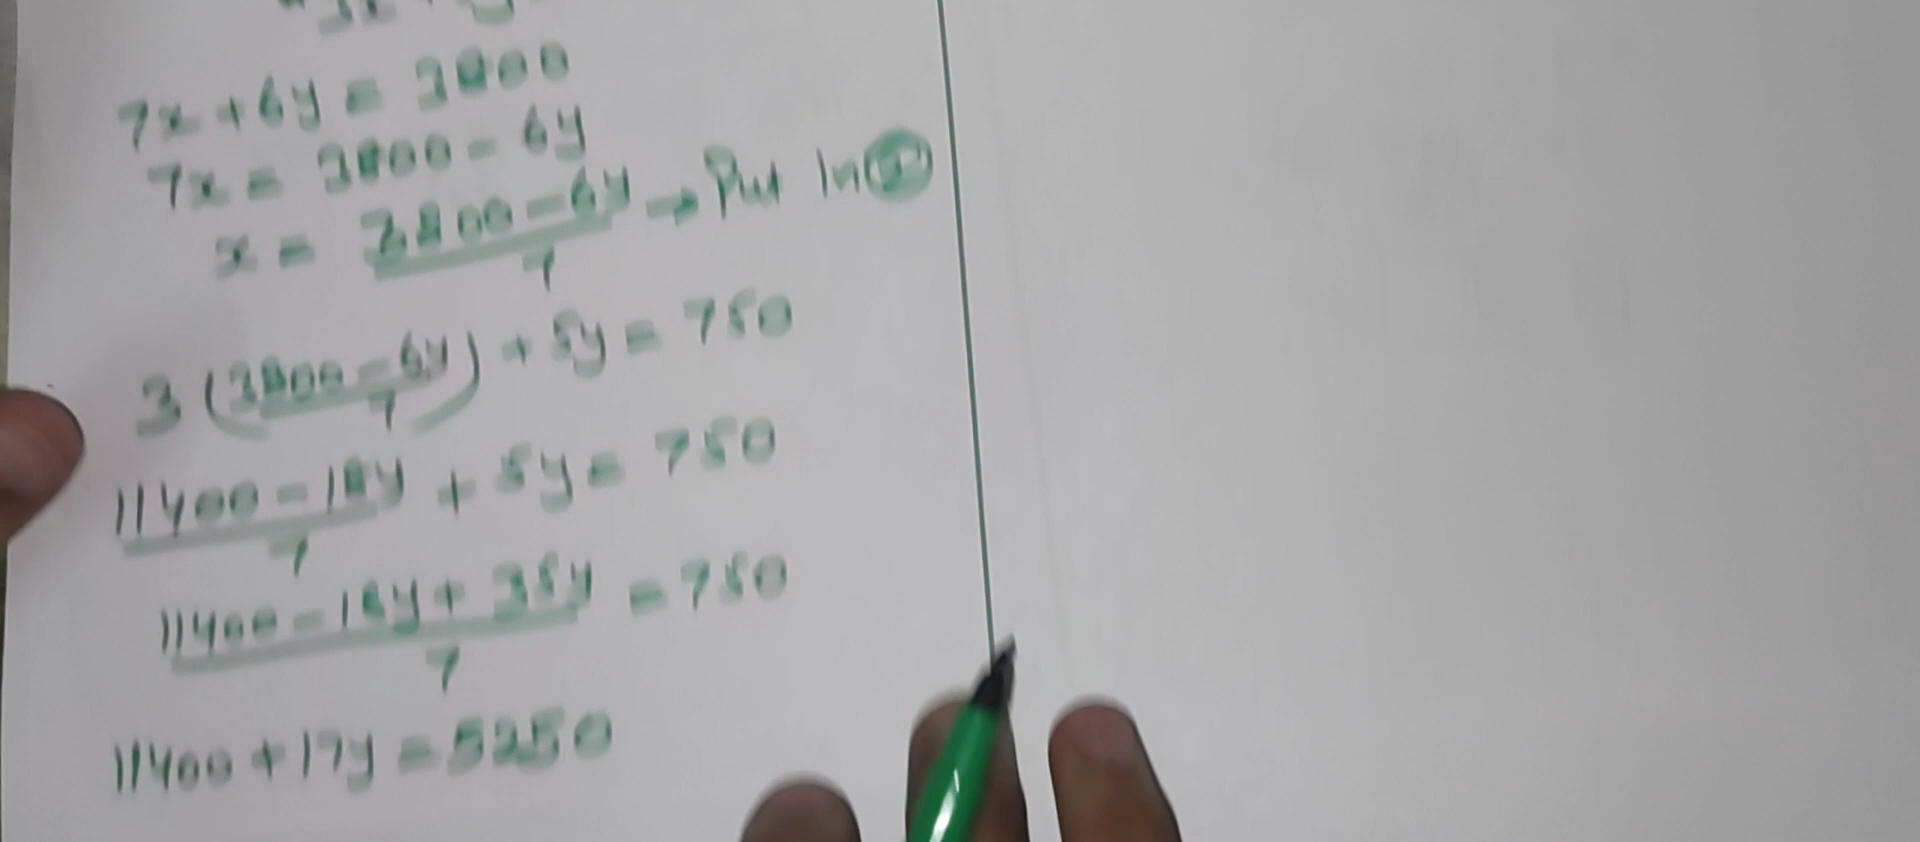 7x + 6y = 3800
7x = 3800 - 6y
x = 3800 - 6y / 7 → Put in ②
3 (3800 - 6y / 7) + 5y = 750
11400 - 18y / 7 + 5y = 750
11400 - 18y + 35y / 7 = 750
11400 + 17y = 5250